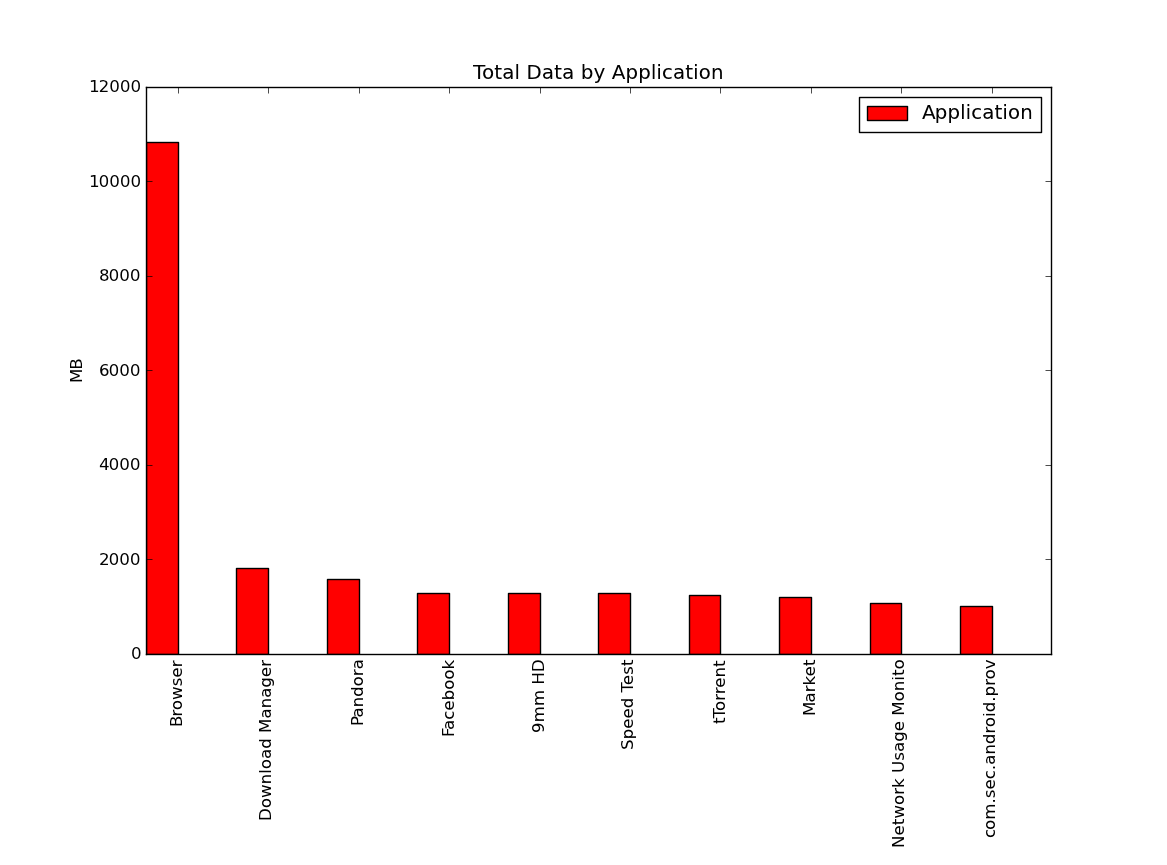 Total Data by Application
Application
MB
12000
10000
8000
6000
4000
2000
0
Browser
Download Manager
Pandora
Facebook
9mm HD
Speed Test
tTorrent
Market
Network Usage Monito
com.sec.android.prov